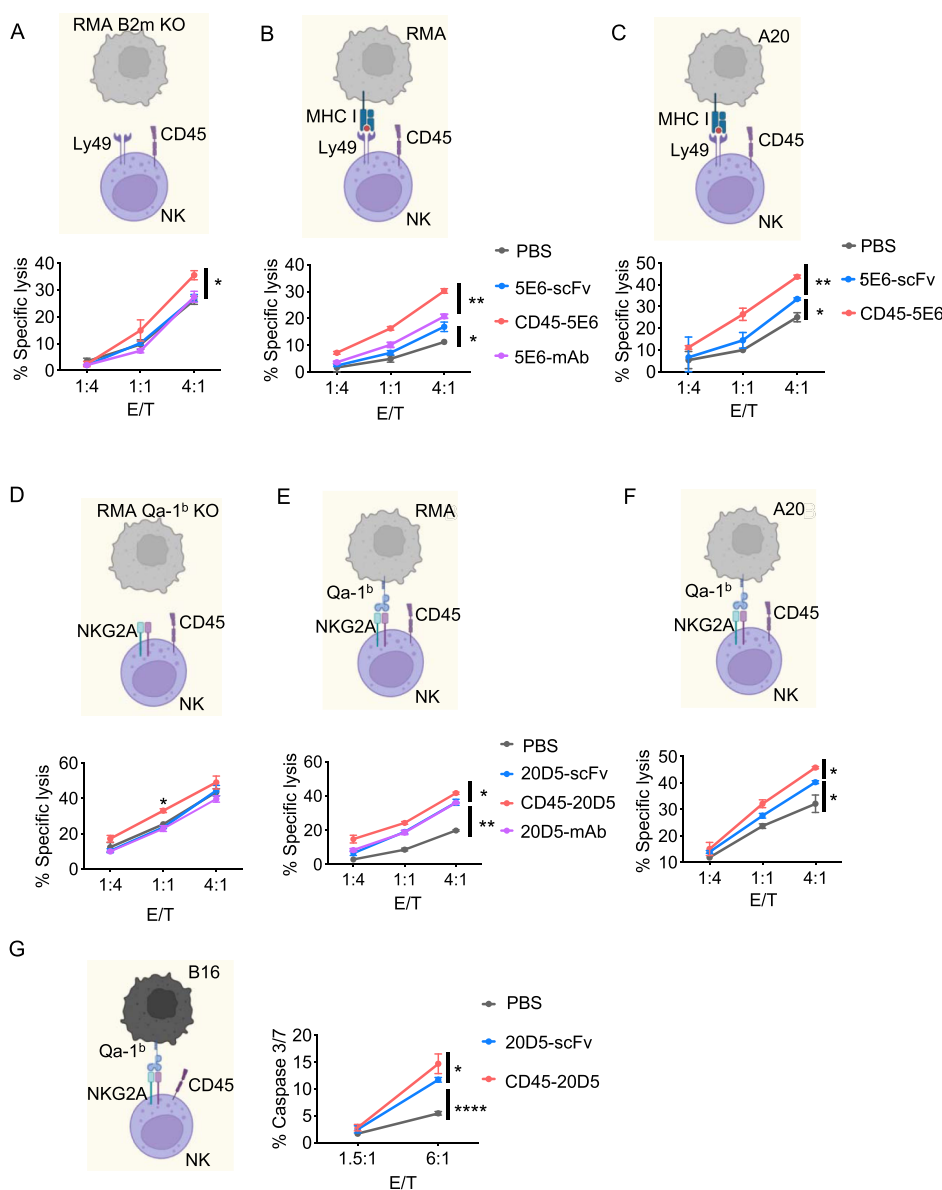 A
RMA B2m KO
Ly49
CD45
NK
% Specific lysis
40
30
20
10
0
*
1:4
1:1
4:1
E/T
B
RMA
MHC I
Ly49
CD45
NK
% Specific lysis
40
30
20
10
0
**
*
1:4
1:1
4:1
E/T
PBS
5E6-scFv
CD45-5E6
5E6-mAb
C
A20
MHC I
Ly49
CD45
NK
% Specific lysis
50
40
30
20
10
0
**
*
1:4
1:1
4:1
E/T
PBS
5E6-scFv
CD45-5E6
D
RMA Qa-1ᵇ KO
NKG2A
CD45
NK
% Specific lysis
60
40
20
0
*
1:4
1:1
4:1
E/T
E
RMA
Qa-1ᵇ
NKG2A
CD45
NK
% Specific lysis
60
40
20
0
*
**
1:4
1:1
4:1
E/T
PBS
20D5-scFv
CD45-20D5
20D5-mAb
F
A20
Qa-1ᵇ
NKG2A
CD45
NK
% Specific lysis
50
40
30
20
10
*
*
1:4
1:1
4:1
E/T
G
B16
Qa-1ᵇ
NKG2A
CD45
NK
% Caspase 3/7
20
15
10
5
0
*
****
1.5:1
6:1
E/T
PBS
20D5-scFv
CD45-20D5